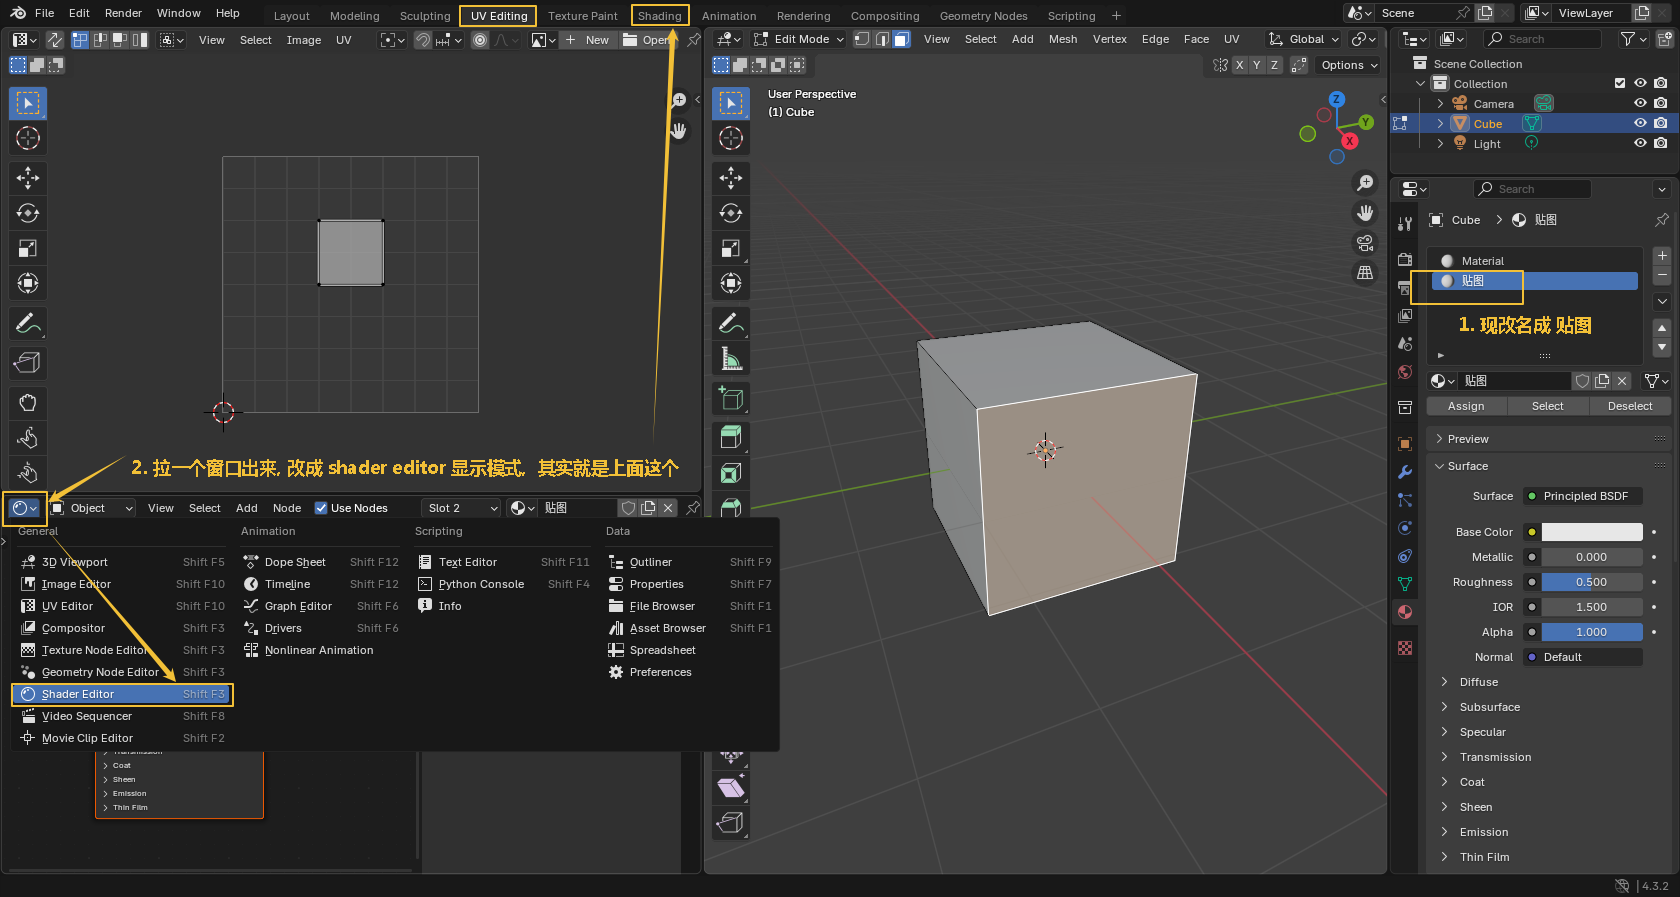 File Edit Render Window Help Layout Modeling Sculpting UV Editing Texture Paint Shading Animation Rendering Compositing Geometry Nodes Scripting + Scene ViewLayer
View Select Image UV New Open Edit Mode View Select Add Mesh Vertex Edge Face UV Global Search
X Y Z Options
User Perspective
(1) Cube
Z
Y
X
Scene Collection
Collection
Camera
Cube
Light
Search
Cube > 贴图
Material
贴图
1. 现改名成 贴图
贴图
Assign Select Deselect
Preview
Surface
Surface Principled BSDF
Base Color
Metallic 0.000
Roughness 0.500
IOR 1.500
Alpha 1.000
Normal Default
Diffuse
Subsurface
Specular
Transmission
Coat
Sheen
Emission
Thin Film
2. 拉一个窗口出来, 改成 shader editor 显示模式, 其实就是上面这个
Object View Select Add Node Use Nodes Slot 2 贴图
General Animation Scripting Data
3D Viewport Shift F5 Dope Sheet Shift F12 Text Editor Shift F11 Outliner Shift F9
Image Editor Shift F10 Timeline Shift F12 Python Console Shift F4 Properties Shift F7
UV Editor Shift F10 Graph Editor Shift F6 Info File Browser Shift F1
Compositor Shift F3 Drivers Shift F6 Asset Browser Shift F1
Texture Node Editor Shift F3 Nonlinear Animation Spreadsheet
Geometry Node Editor Shift F3 Preferences
Shader Editor Shift F3
Video Sequencer Shift F8
Movie Clip Editor Shift F2
Transmission
Coat
Sheen
Emission
Thin Film
4.3.2